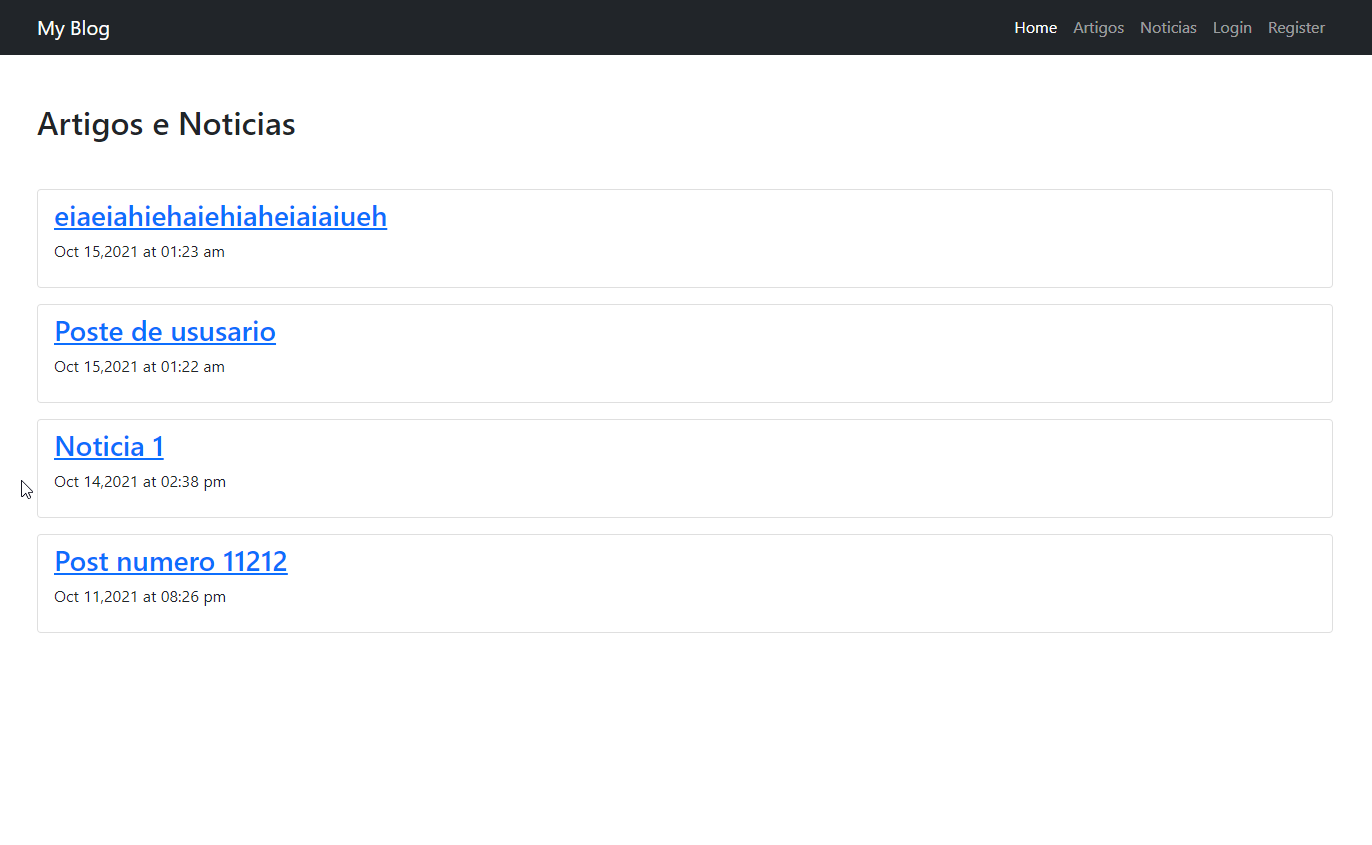 My Blog
Home Artigos Noticias Login Register
Artigos e Noticias
eiaeiahiehaiehiaheiaiaiueh
Oct 15,2021 at 01:23 am
Poste de ususario
Oct 15,2021 at 01:22 am
Noticia 1
Oct 14,2021 at 02:38 pm
Post numero 11212
Oct 11,2021 at 08:26 pm